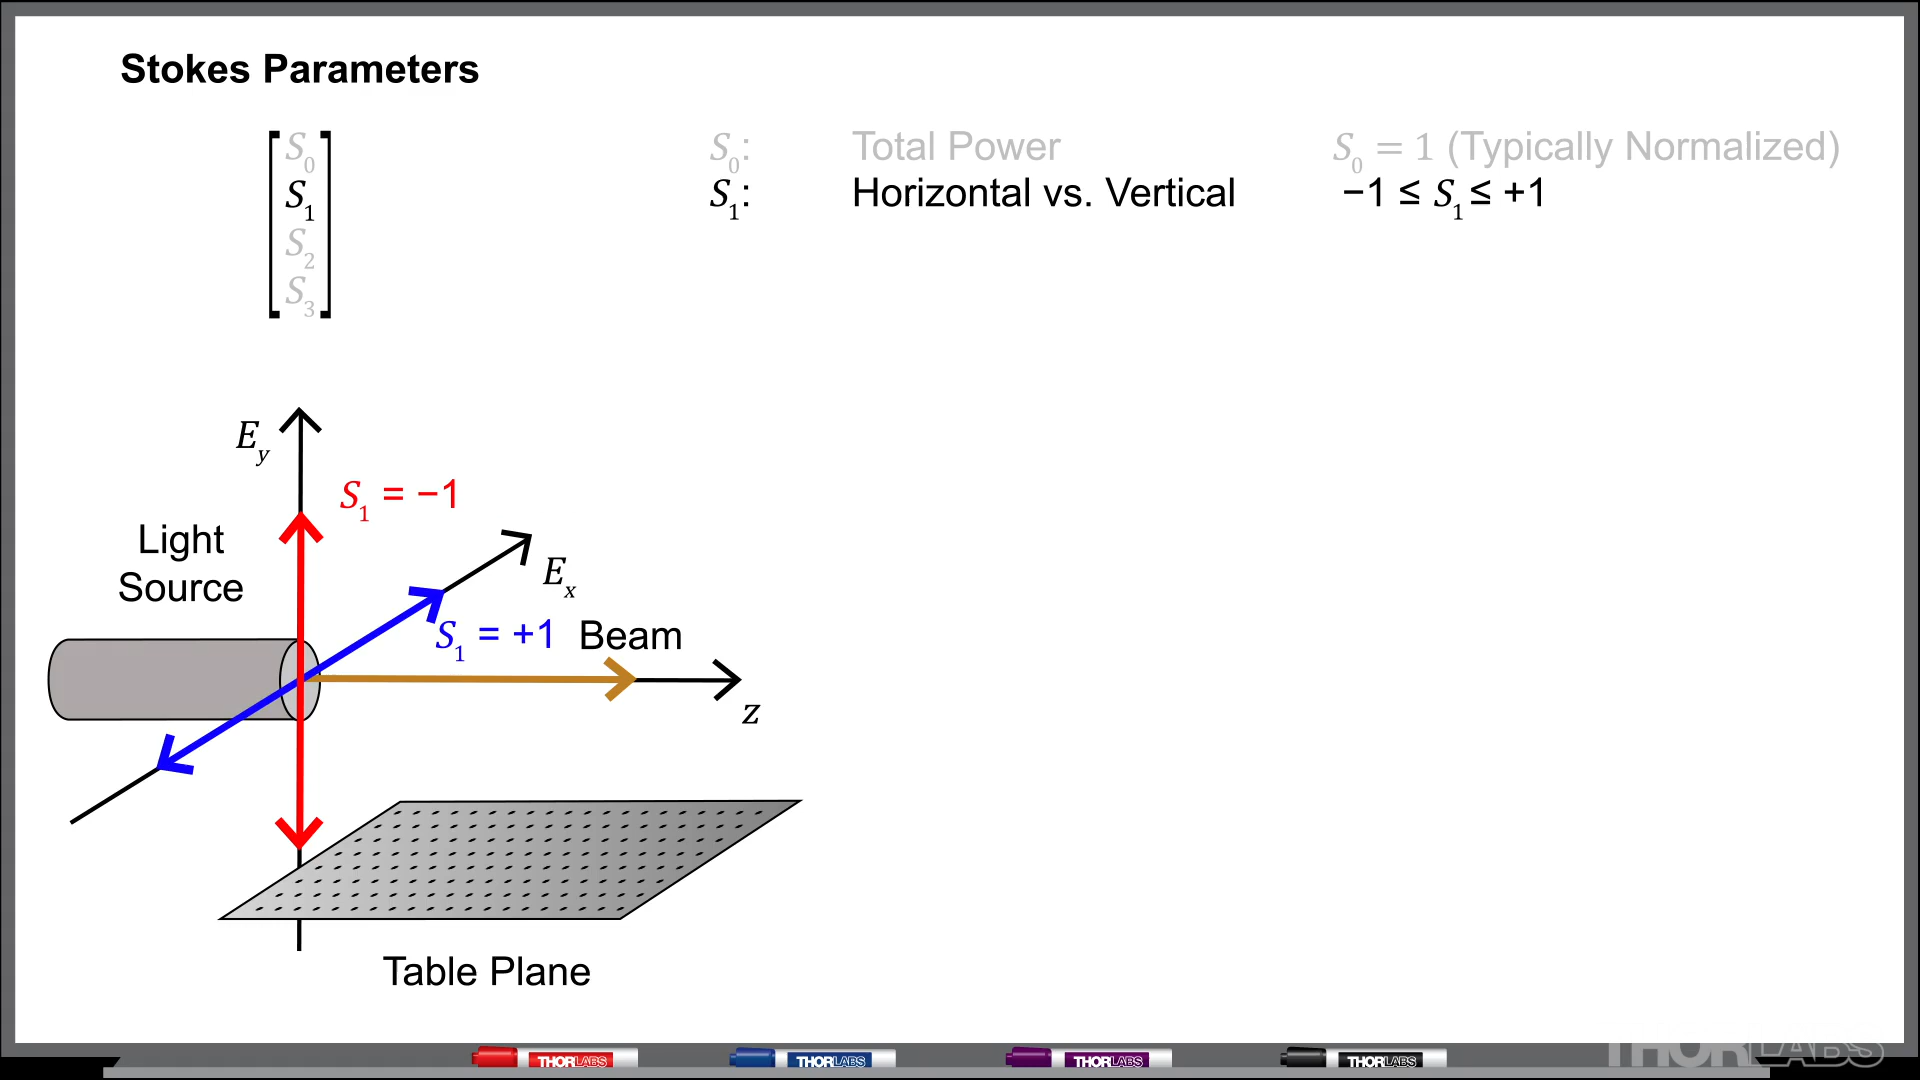 Stokes Parameters
S₀
S₁
S₂
S₃
S₀: Total Power S₀ = 1 (Typically Normalized)
S₁: Horizontal vs. Vertical −1 ≤ S₁ ≤ +1
E_y
S₁ = −1
Light
Source
E_x
S₁ = +1
Beam
z
Table Plane
THORLABS
THORLABS
THORLABS
THORLABS
THORLABS